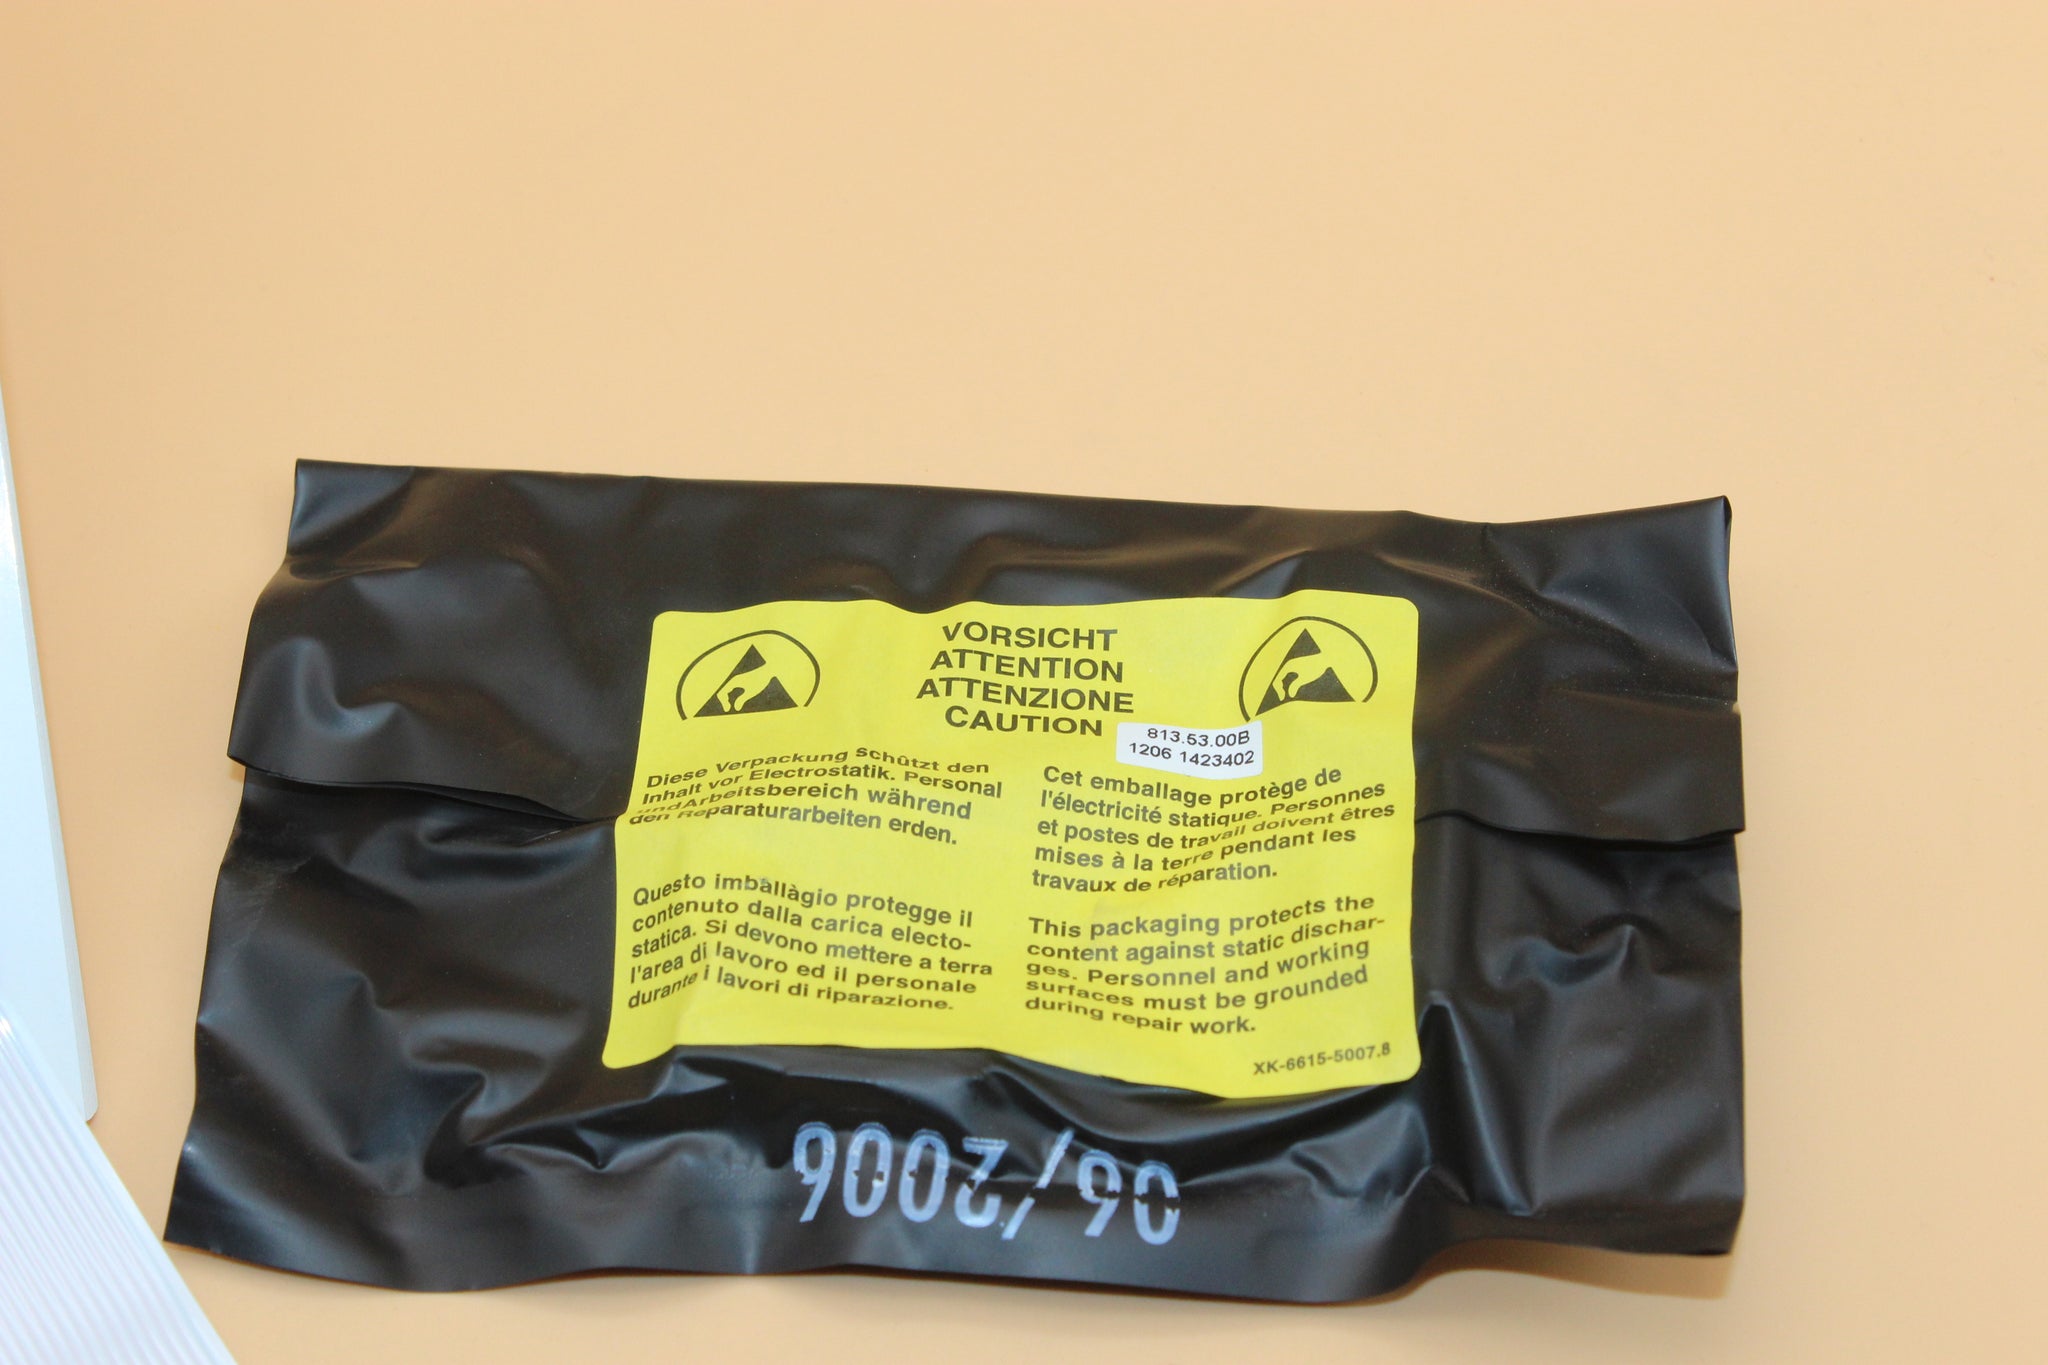 VORSICHT
ATTENTION
ATTENZIONE
CAUTION
813.53.00B
1206 1423402
Diese Verpackung Schützt den
Inhalt vor Electrostatik. Personal
und Arbeitsbereich während
den Reparaturarbeiten erden.
Questo imballàgio protegge il
contenuto dalla carica electo-
statica. Si devono mettere a terra
l'area di lavoro ed il personale
durante i lavori di riparazione.
Cet emballage protège de
l'électricité statique. Personnes
et postes de travail doivent êtres
mises à la terre pendant les
travaux de réparation.
This packaging protects the
content against static dischar-
ges. Personnel and working
surfaces must be grounded
during repair work.
XK-6615-5007.8
06/2006